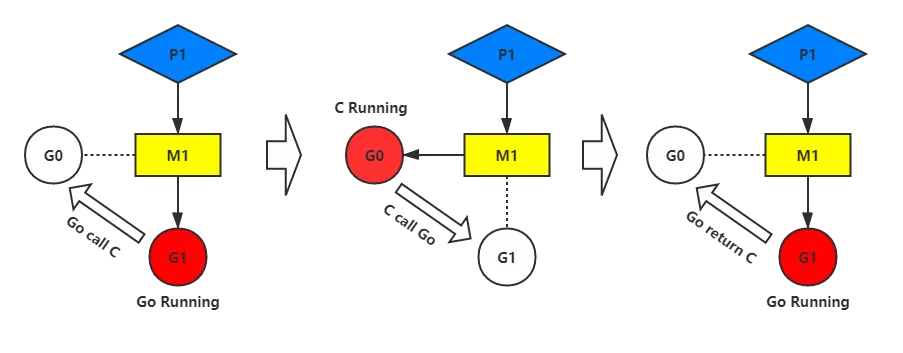 P1
P1
P1
C Running
G0
M1
G0
M1
G0
M1
Go call C
C call Go
Go return C
G1
G1
G1
Go Running
Go Running